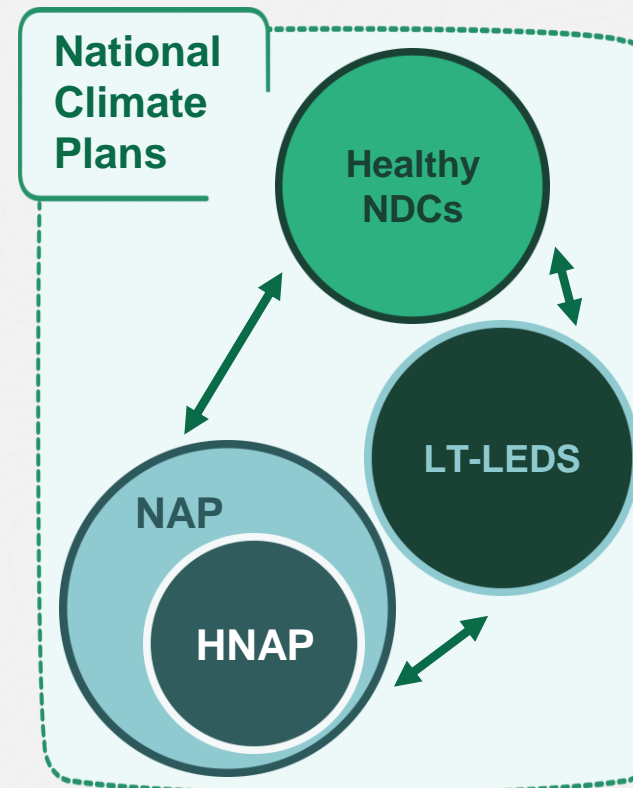 National
Climate
Plans
Healthy
NDCs
LT-LEDS
NAP
HNAP